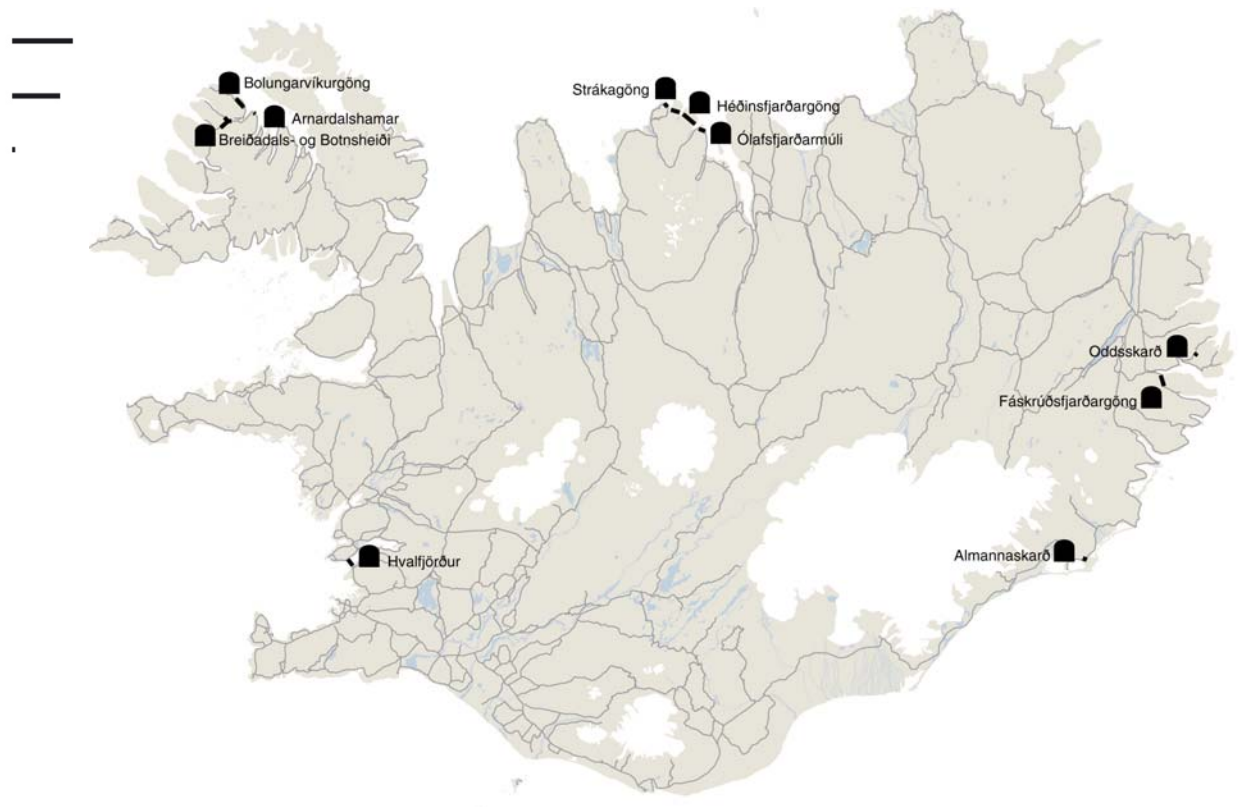 Bolungarvíkurgöng
Arnardalshamar
Breiðadals- og Botnsheiði
Strákagöng
Héðinsfjarðargöng
Ólafsfjarðarmúli
Oddsskarð
Fáskrúðsfjarðargöng
Almannaskarð
Hvalfjörður